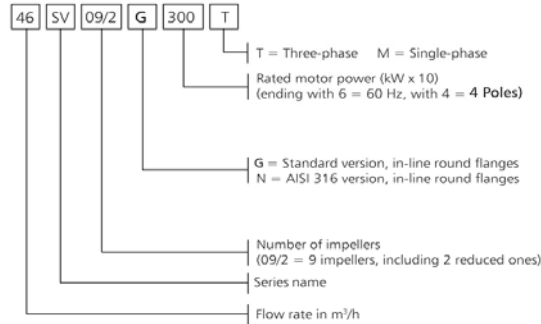 46 SV 09/2 G 300 T
T = Three-phase M = Single-phase
Rated motor power (kW x 10)
(ending with 6 = 60 Hz, with 4 = 4 Poles)
G = Standard version, in-line round flanges
N = AISI 316 version, in-line round flanges
Number of impellers
(09/2 = 9 impellers, including 2 reduced ones)
Series name
Flow rate in m³/h